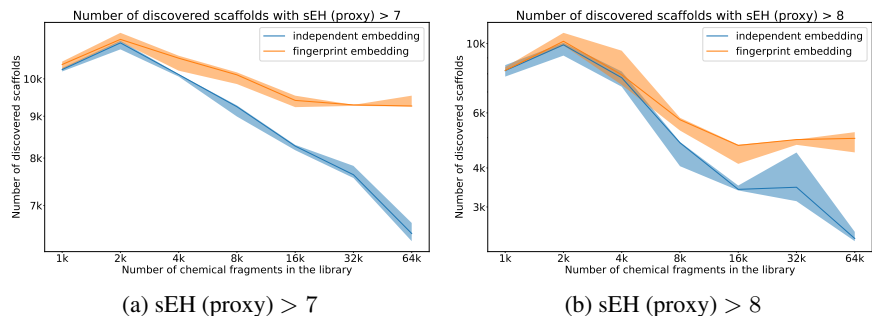 Number of discovered scaffolds with sEH (proxy) > 7
Number of discovered scaffolds
10k
9k
8k
7k
independent embedding
fingerprint embedding
1k 2k 4k 8k 16k 32k 64k
Number of chemical fragments in the library
(a) sEH (proxy) > 7
Number of discovered scaffolds with sEH (proxy) > 8
Number of discovered scaffolds
10k
6k
4k
3k
independent embedding
fingerprint embedding
1k 2k 4k 8k 16k 32k 64k
Number of chemical fragments in the library
(b) sEH (proxy) > 8